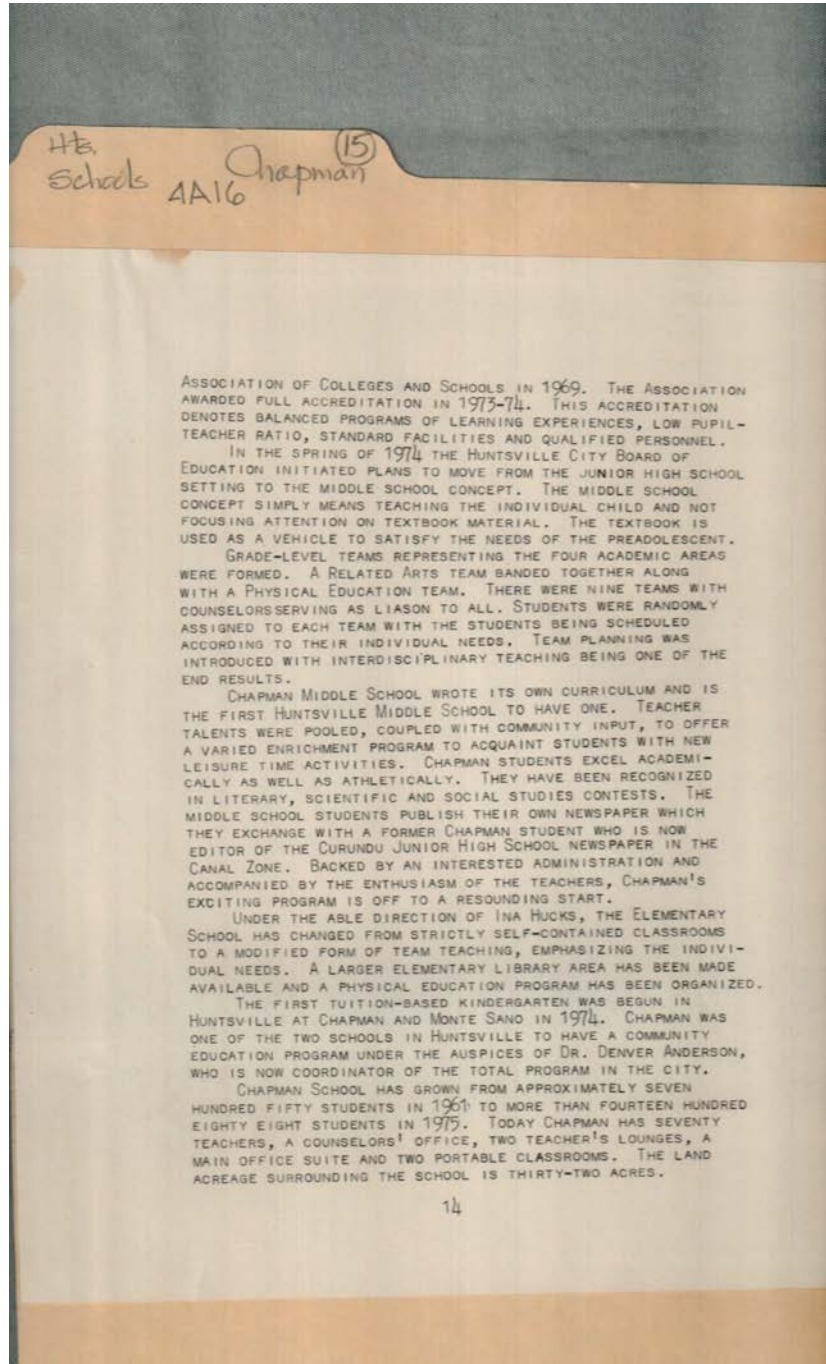 Hts.
Schools
4A16
Chapman
15
ASSOCIATION OF COLLEGES AND SCHOOLS IN 1969. THE ASSOCIATION
AWARDED FULL ACCREDITATION IN 1973-74. THIS ACCREDITATION
DENOTES BALANCED PROGRAMS OF LEARNING EXPERIENCES, LOW PUPIL-
TEACHER RATIO, STANDARD FACILITIES AND QUALIFIED PERSONNEL.
IN THE SPRING OF 1974 THE HUNTSVILLE CITY BOARD OF
EDUCATION INITIATED PLANS TO MOVE FROM THE JUNIOR HIGH SCHOOL
SETTING TO THE MIDDLE SCHOOL CONCEPT. THE MIDDLE SCHOOL
CONCEPT SIMPLY MEANS TEACHING THE INDIVIDUAL CHILD AND NOT
FOCUSING ATTENTION ON TEXTBOOK MATERIAL. THE TEXTBOOK IS
USED AS A VEHICLE TO SATISFY THE NEEDS OF THE PREADOLESCENT.
GRADE-LEVEL TEAMS REPRESENTING THE FOUR ACADEMIC AREAS
WERE FORMED. A RELATED ARTS TEAM BANDED TOGETHER ALONG
WITH A PHYSICAL EDUCATION TEAM. THERE WERE NINE TEAMS WITH
COUNSELORSSERVING AS LIASON TO ALL. STUDENTS WERE RANDOMLY
ASSIGNED TO EACH TEAM WITH THE STUDENTS BEING SCHEDULED
ACCORDING TO THEIR INDIVIDUAL NEEDS. TEAM PLANNING WAS
INTRODUCED WITH INTERDISCIPLINARY TEACHING BEING ONE OF THE
END RESULTS.
CHAPMAN MIDDLE SCHOOL WROTE ITS OWN CURRICULUM AND IS
THE FIRST HUNTSVILLE MIDDLE SCHOOL TO HAVE ONE. TEACHER
TALENTS WERE POOLED, COUPLED WITH COMMUNITY INPUT, TO OFFER
A VARIED ENRICHMENT PROGRAM TO ACQUAINT STUDENTS WITH NEW
LEISURE TIME ACTIVITIES. CHAPMAN STUDENTS EXCEL ACADEMI-
CALLY AS WELL AS ATHLETICALLY. THEY HAVE BEEN RECOGNIZED
IN LITERARY, SCIENTIFIC AND SOCIAL STUDIES CONTESTS. THE
MIDDLE SCHOOL STUDENTS PUBLISH THEIR OWN NEWSPAPER WHICH
THEY EXCHANGE WITH A FORMER CHAPMAN STUDENT WHO IS NOW
EDITOR OF THE CURUNDU JUNIOR HIGH SCHOOL NEWSPAPER IN THE
CANAL ZONE. BACKED BY AN INTERESTED ADMINISTRATION AND
ACCOMPANIED BY THE ENTHUSIASM OF THE TEACHERS, CHAPMAN'S
EXCITING PROGRAM IS OFF TO A RESOUNDING START.
UNDER THE ABLE DIRECTION OF INA HUCKS, THE ELEMENTARY
SCHOOL HAS CHANGED FROM STRICTLY SELF-CONTAINED CLASSROOMS
TO A MODIFIED FORM OF TEAM TEACHING, EMPHASIZING THE INDIVI-
DUAL NEEDS. A LARGER ELEMENTARY LIBRARY AREA HAS BEEN MADE
AVAILABLE AND A PHYSICAL EDUCATION PROGRAM HAS BEEN ORGANIZED.
THE FIRST TUITION-BASED KINDERGARTEN WAS BEGUN IN
HUNTSVILLE AT CHAPMAN AND MONTE SANO IN 1974. CHAPMAN WAS
ONE OF THE TWO SCHOOLS IN HUNTSVILLE TO HAVE A COMMUNITY
EDUCATION PROGRAM UNDER THE AUSPICES OF DR. DENVER ANDERSON,
WHO IS NOW COORDINATOR OF THE TOTAL PROGRAM IN THE CITY.
CHAPMAN SCHOOL HAS GROWN FROM APPROXIMATELY SEVEN
HUNDRED FIFTY STUDENTS IN 1961 TO MORE THAN FOURTEEN HUNDRED
EIGHTY EIGHT STUDENTS IN 1975. TODAY CHAPMAN HAS SEVENTY
TEACHERS, A COUNSELORS' OFFICE, TWO TEACHER'S LOUNGES, A
MAIN OFFICE SUITE AND TWO PORTABLE CLASSROOMS. THE LAND
ACREAGE SURROUNDING THE SCHOOL IS THIRTY-TWO ACRES.
14